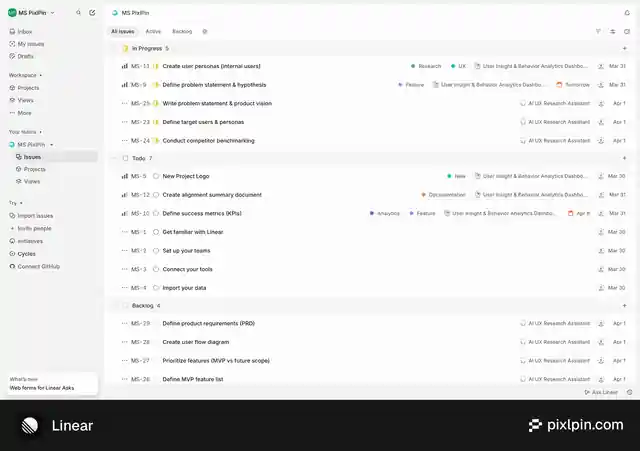 MS PixlPin
Inbox
My issues
Drafts
Workspace
Projects
Views
More
Your teams
MS PixlPin
Issues
Projects
Views
Try
Import issues
Invite people
Initiatives
Cycles
Connect GitHub
What's new
Web forms for Linear Asks
MS PixlPin
All issues Active Backlog
In Progress 5
MS-11 Create user personas (internal users) Research UX User Insight & Behavior Analytics Dashbo... Mar 31
MS-9 Define problem statement & hypothesis Feature User Insight & Behavior Analytics Dashbo... Tomorrow Mar 31
MS-25 Write problem statement & product vision AI UX Research Assistant Apr 1
MS-23 Define target users & personas AI UX Research Assistant Apr 1
MS-24 Conduct competitor benchmarking AI UX Research Assistant Apr 1
Todo 7
MS-5 New Project Logo New User Insight & Behavior Analytics Dashbo... Mar 30
MS-12 Create alignment summary document Documentation User Insight & Behavior Analytics Dashbo... Mar 31
MS-10 Define success metrics (KPIs) Analytics Feature User Insight & Behavior Analytics Dashbo... Mar 31
MS-1 Get familiar with Linear Mar 30
MS-2 Set up your teams Mar 30
MS-3 Connect your tools Mar 30
MS-4 Import your data Mar 30
Backlog 4
MS-29 Define product requirements (PRD) AI UX Research Assistant Apr 1
MS-28 Create user flow diagram AI UX Research Assistant Apr 1
MS-27 Prioritize features (MVP vs future scope) AI UX Research Assistant Apr 1
MS-26 Define MVP feature list AI UX Research Assistant Apr 1
Ask Linear
Linear
pixlpin.com